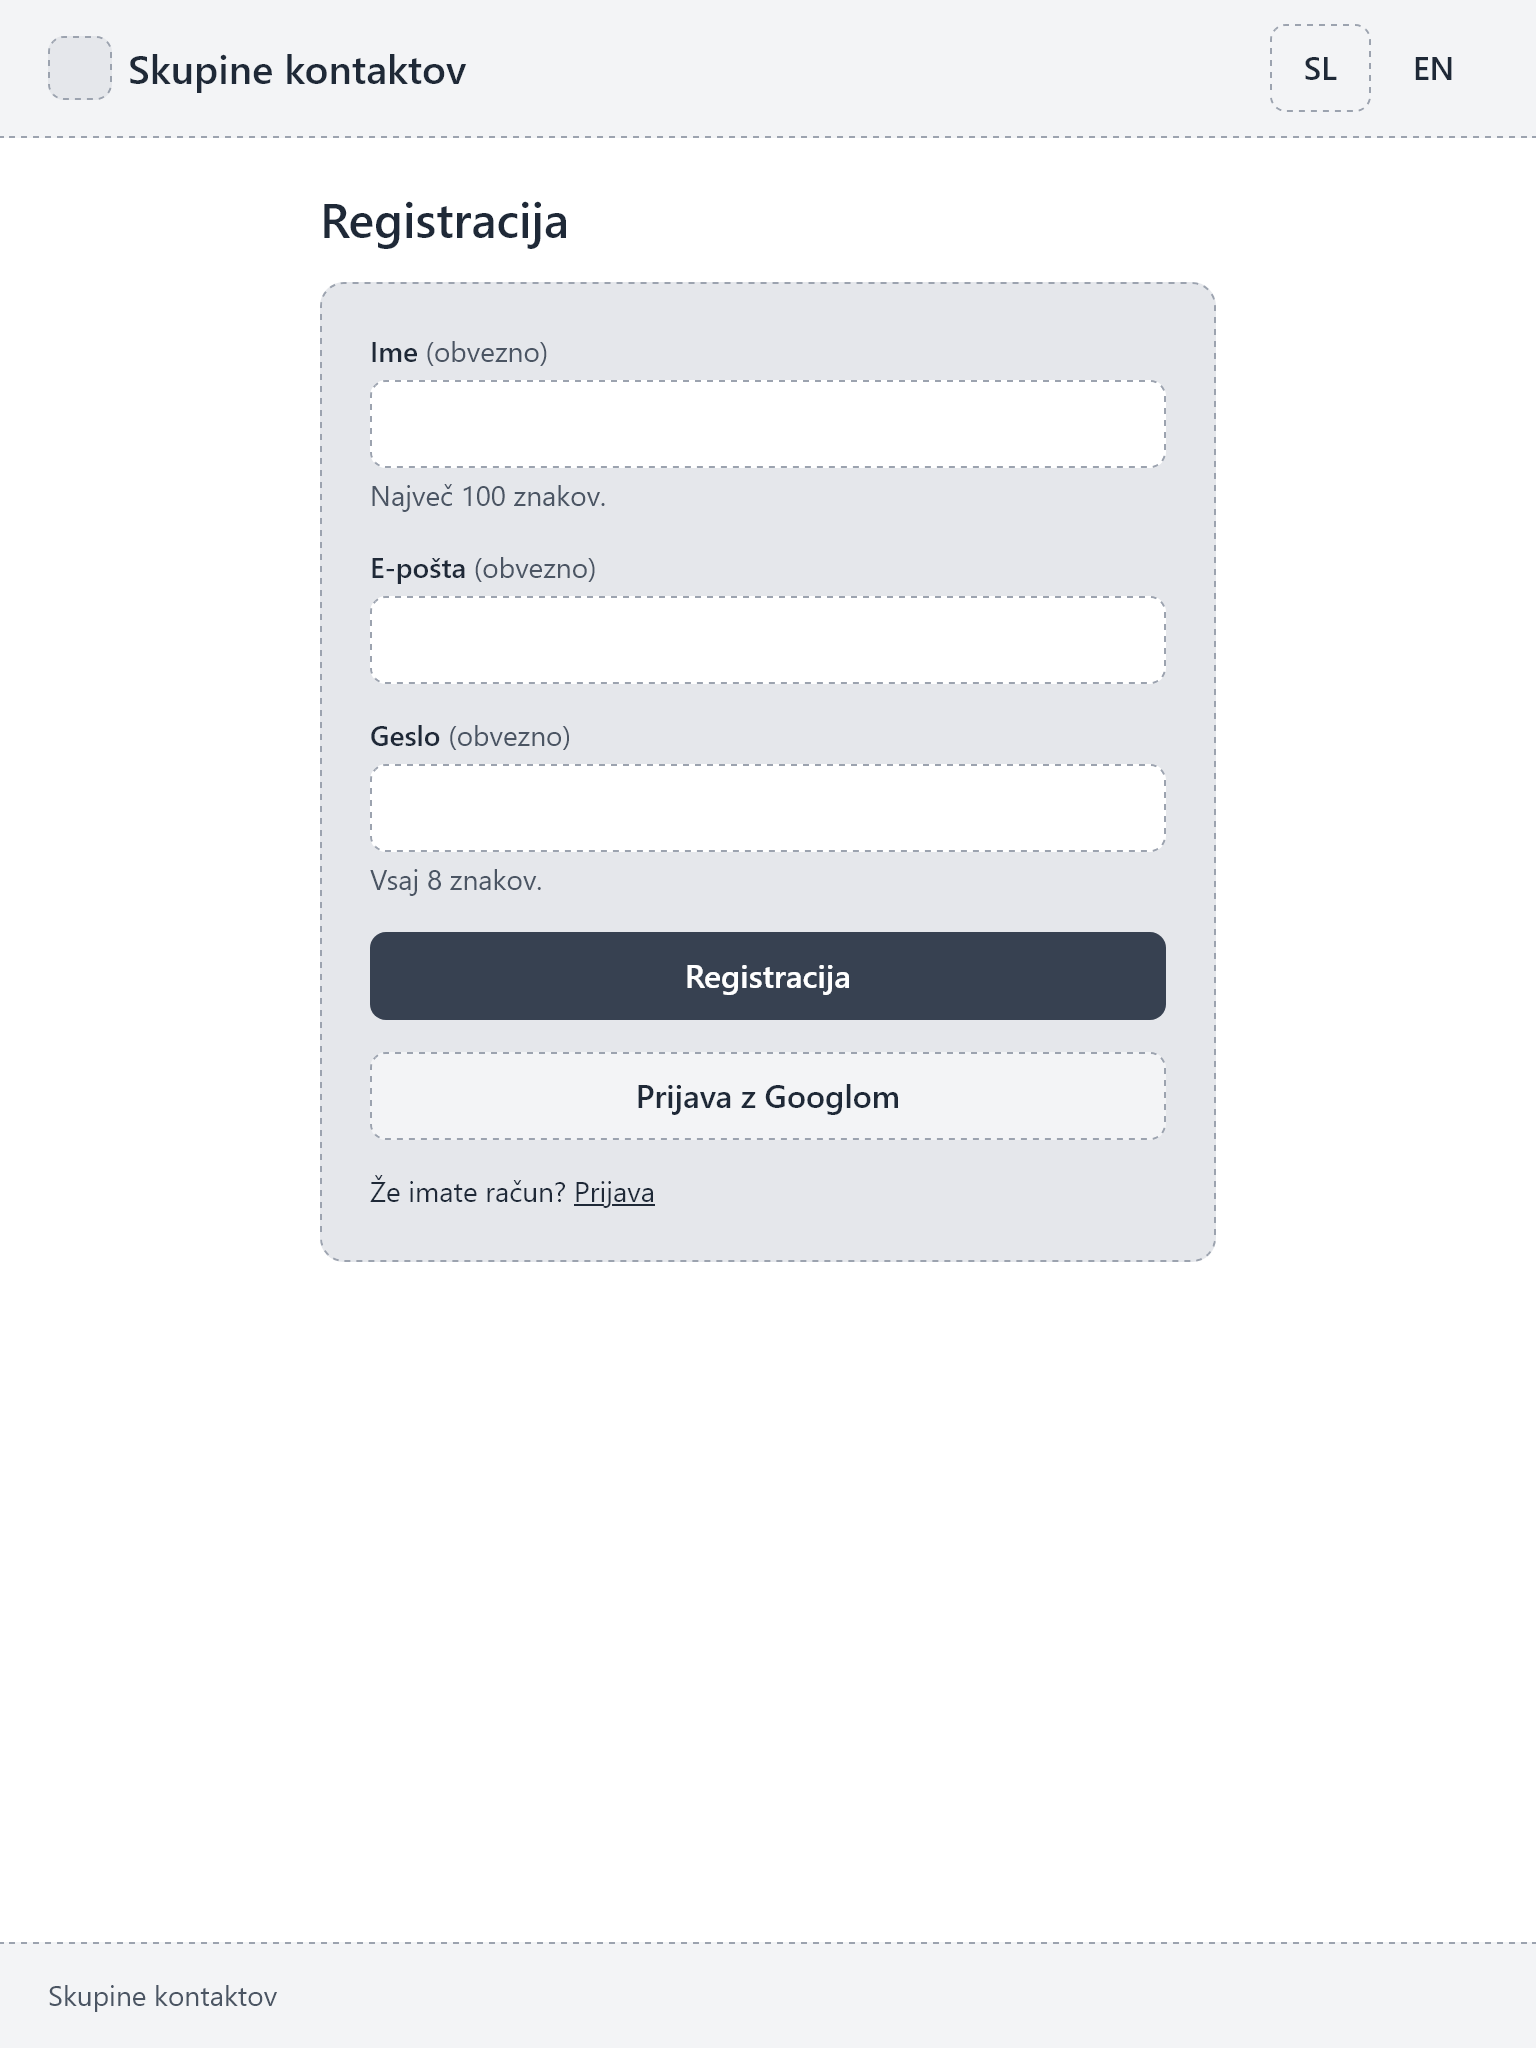 Skupine kontaktov
SL
EN
Registracija
Ime (obvezno)
Največ 100 znakov.
E-pošta (obvezno)
Geslo (obvezno)
Vsaj 8 znakov.
Registracija
Prijava z Googlom
Že imate račun? Prijava
Skupine kontaktov